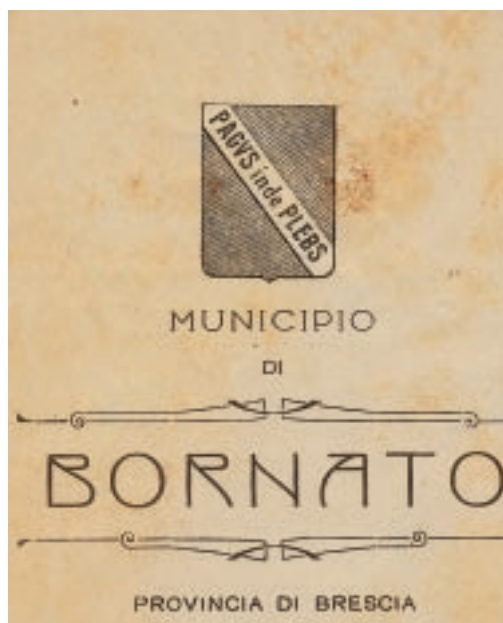 PAGVS inde PLEBS
MUNICIPIO
DI
BORNATO
PROVINCIA DI BRESCIA